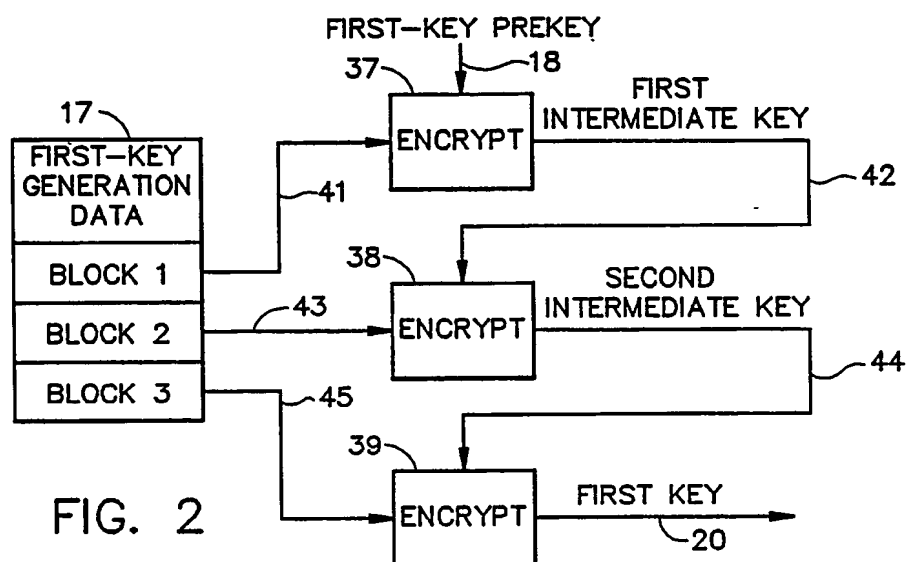 FIRST-KEY PREKEY
18
37
ENCRYPT
FIRST
INTERMEDIATE KEY
42
17
FIRST-KEY
GENERATION
DATA
BLOCK 1
BLOCK 2
BLOCK 3
41
38
ENCRYPT
SECOND
INTERMEDIATE KEY
43
44
45
39
ENCRYPT
FIRST KEY
20
FIG. 2